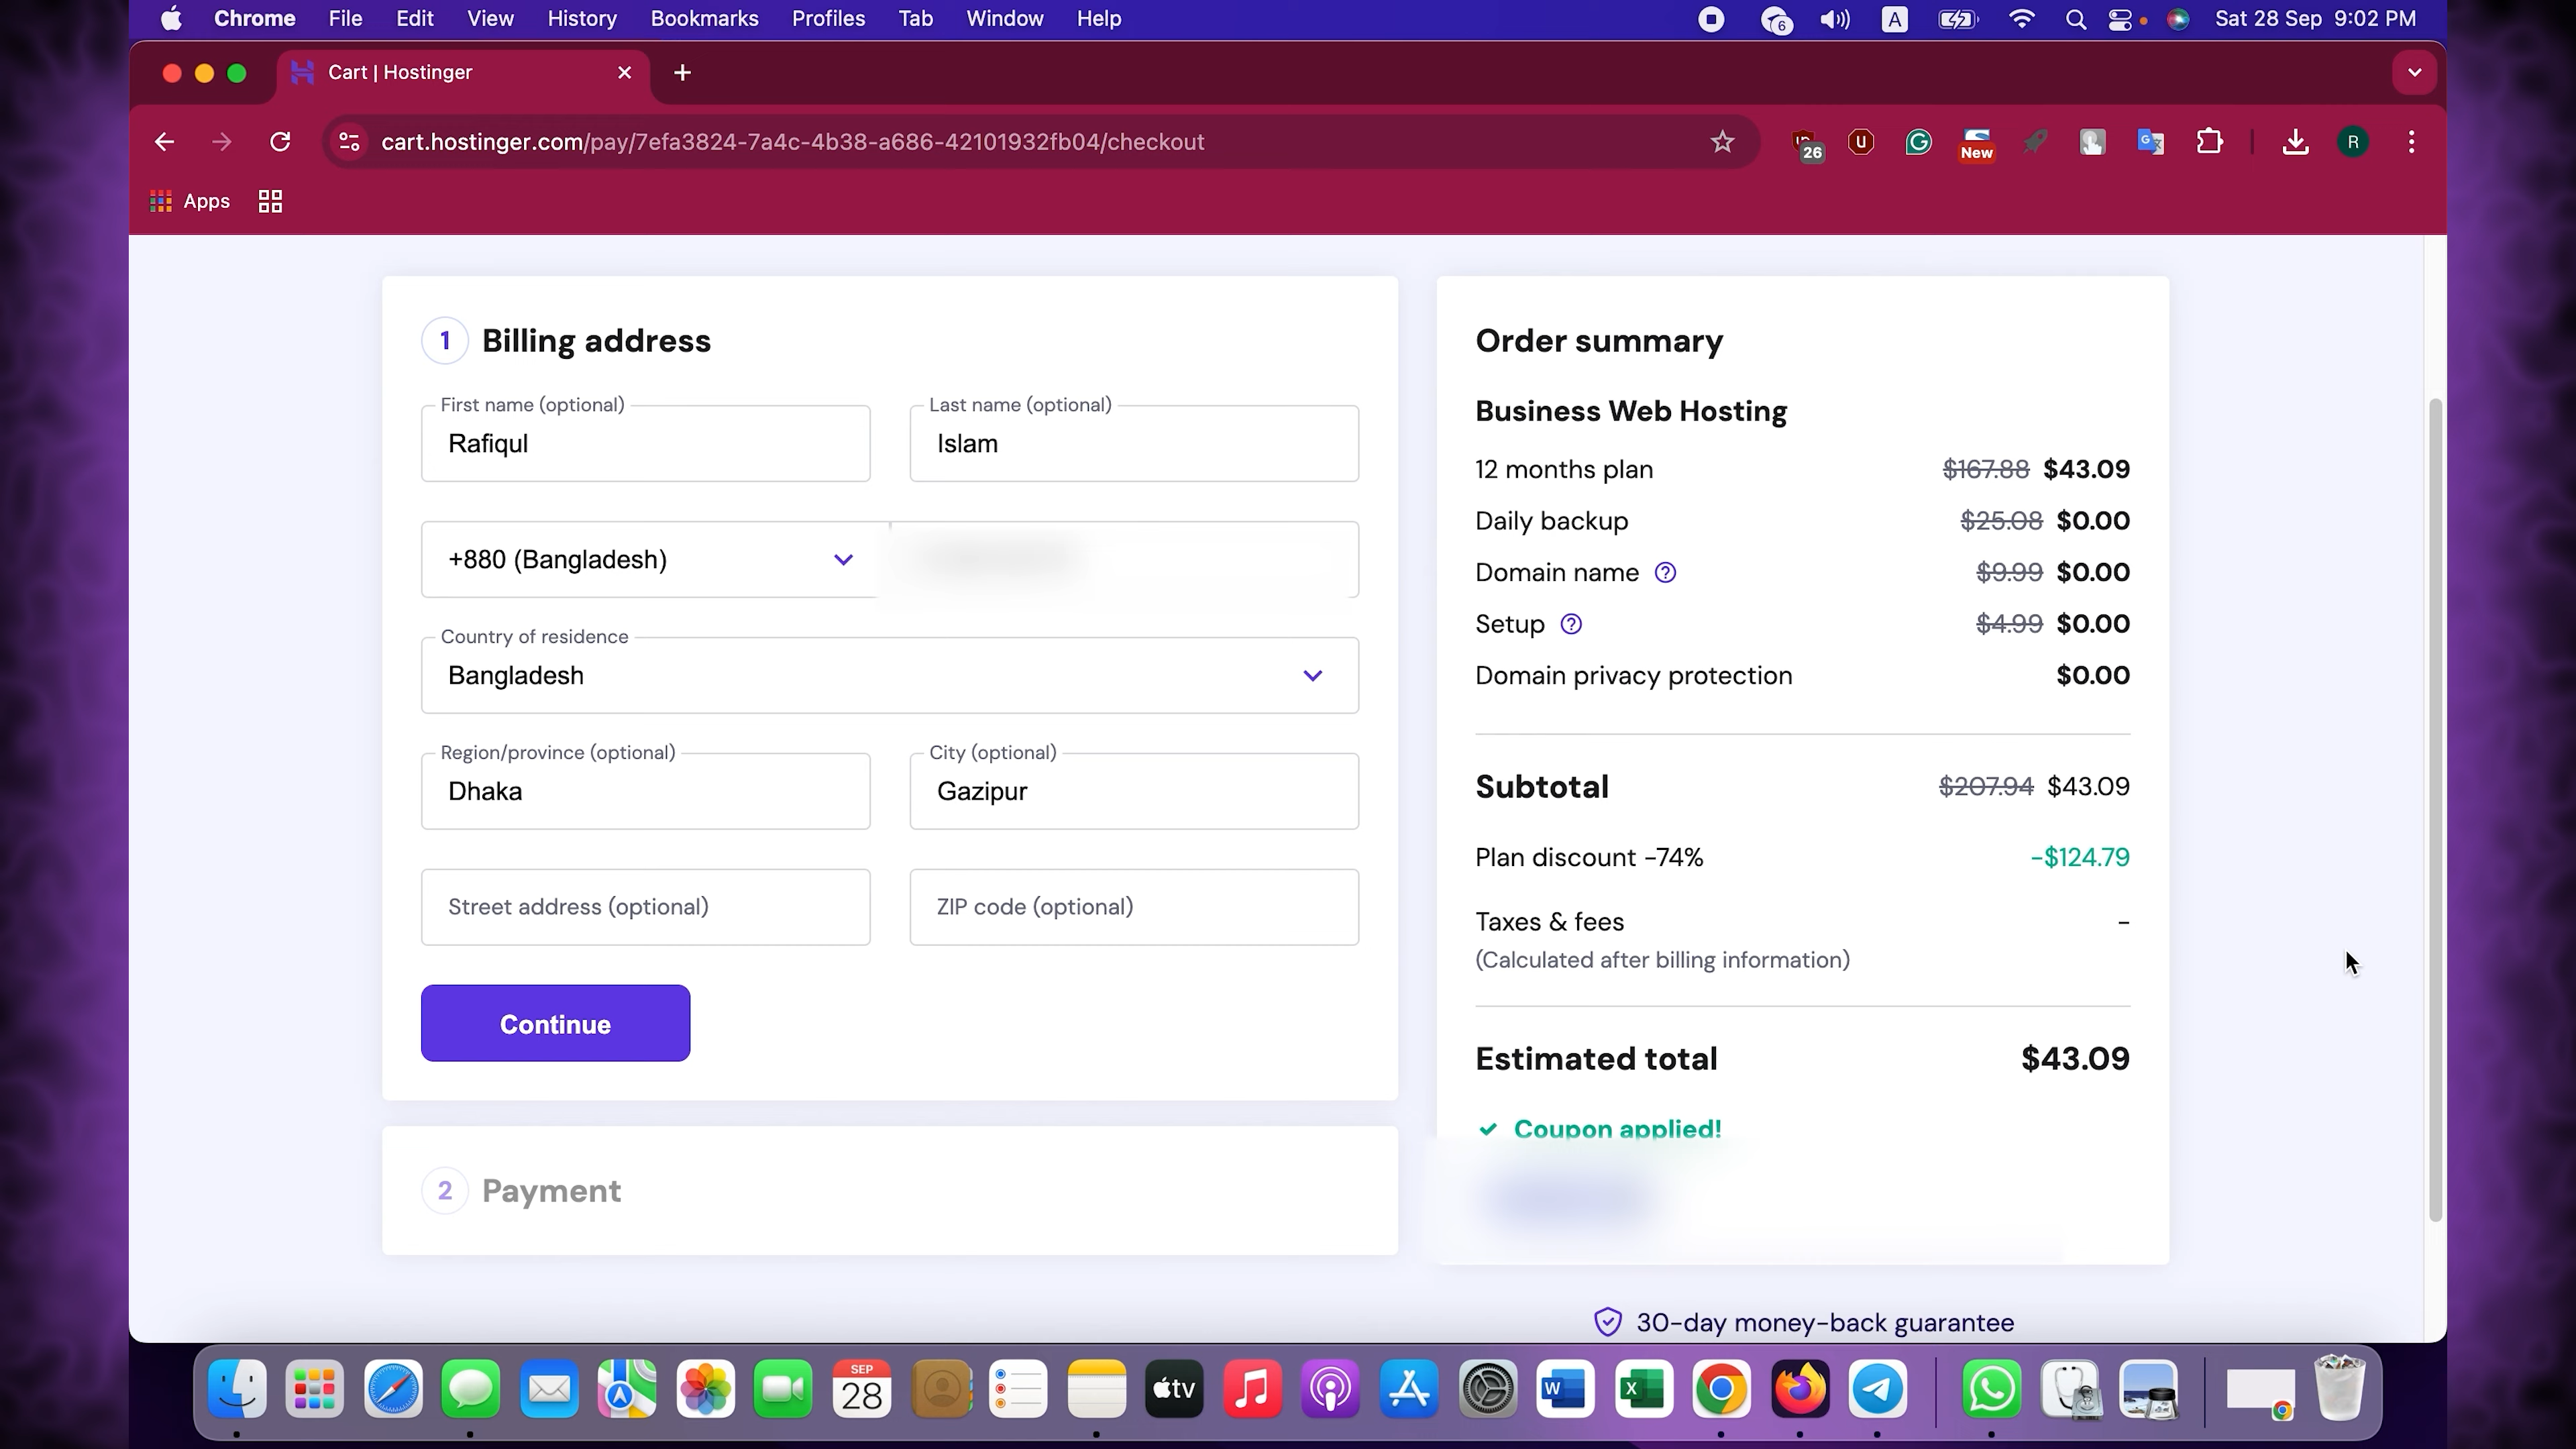 Chrome File Edit View History Bookmarks Profiles Tab Window Help
6 A Sat 28 Sep 9:02 PM
Cart | Hostinger
cart.hostinger.com/pay/7efa3824-7a4c-4b38-a686-42101932fb04/checkout
26 New R
Apps
1 Billing address
First name (optional) Last name (optional)
Rafiqul Islam
+880 (Bangladesh)
Country of residence
Bangladesh
Region/province (optional) City (optional)
Dhaka Gazipur
Street address (optional) ZIP code (optional)
Continue
2 Payment
Order summary
Business Web Hosting
12 months plan $167.88 $43.09
Daily backup $25.08 $0.00
Domain name ? $9.99 $0.00
Setup ? $4.99 $0.00
Domain privacy protection $0.00
Subtotal $207.94 $43.09
Plan discount -74% -$124.79
Taxes & fees -
(Calculated after billing information)
Estimated total $43.09
Coupon applied!
30-day money-back guarantee
SEP
28
tv
W
X